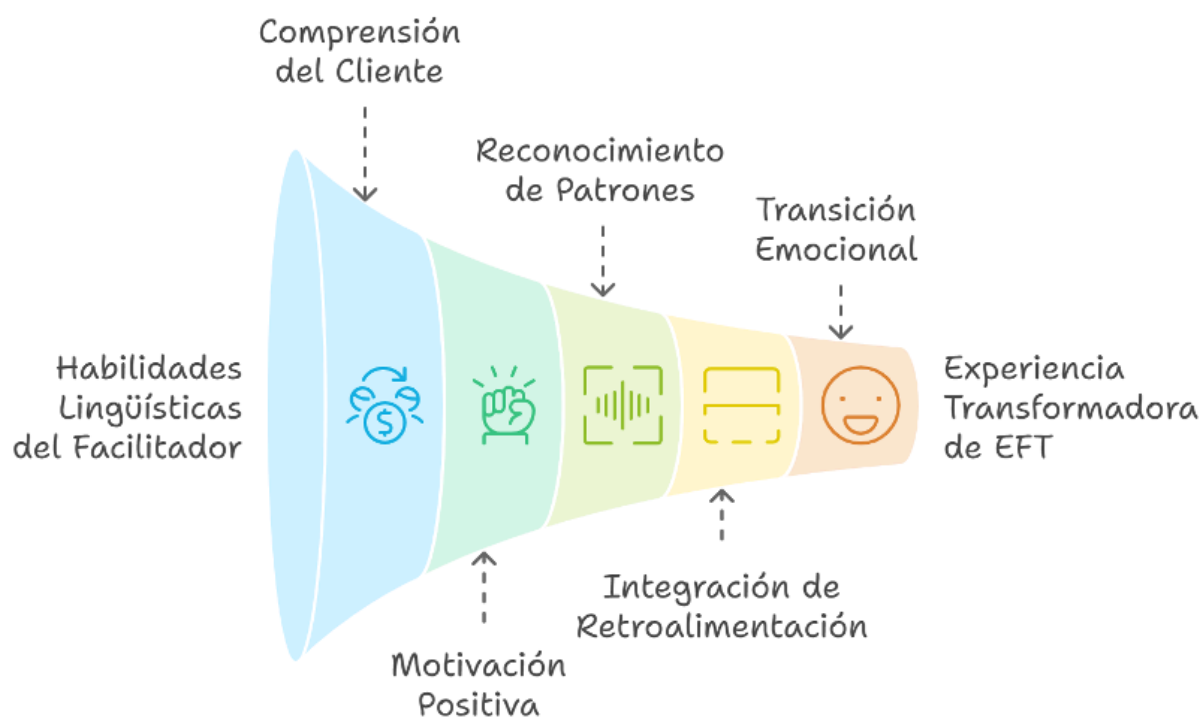 Comprensión
del Cliente
Reconocimiento
de Patrones
Transición
Emocional
Habilidades
Lingüísticas
del Facilitador
$
Experiencia
Transformadora
de EFT
Integración de
Retroalimentación
Motivación
Positiva